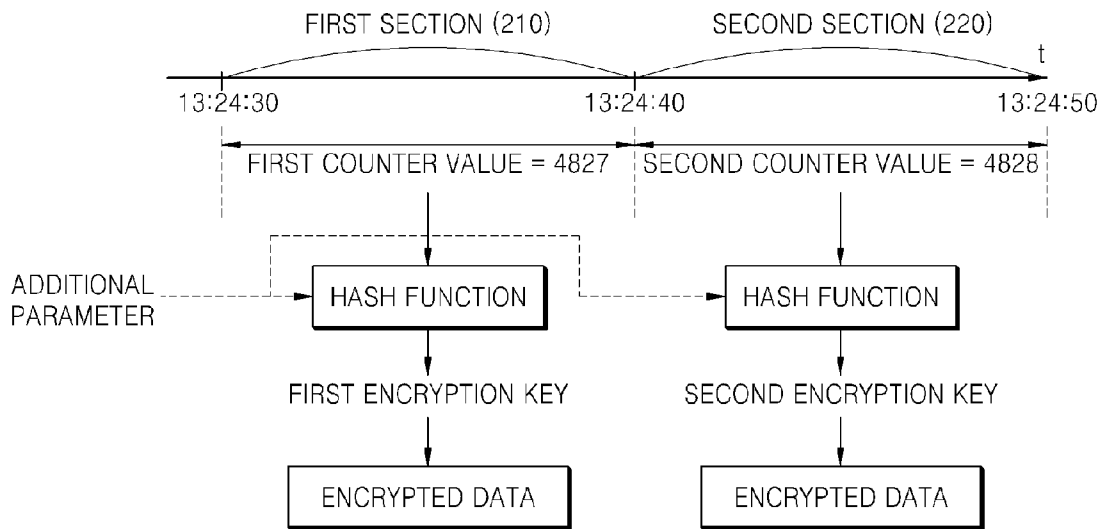 FIRST SECTION (210)
SECOND SECTION (220)
t
13:24:30
13:24:40
13:24:50
FIRST COUNTER VALUE = 4827
SECOND COUNTER VALUE = 4828
ADDITIONAL
PARAMETER
HASH FUNCTION
HASH FUNCTION
FIRST ENCRYPTION KEY
SECOND ENCRYPTION KEY
ENCRYPTED DATA
ENCRYPTED DATA